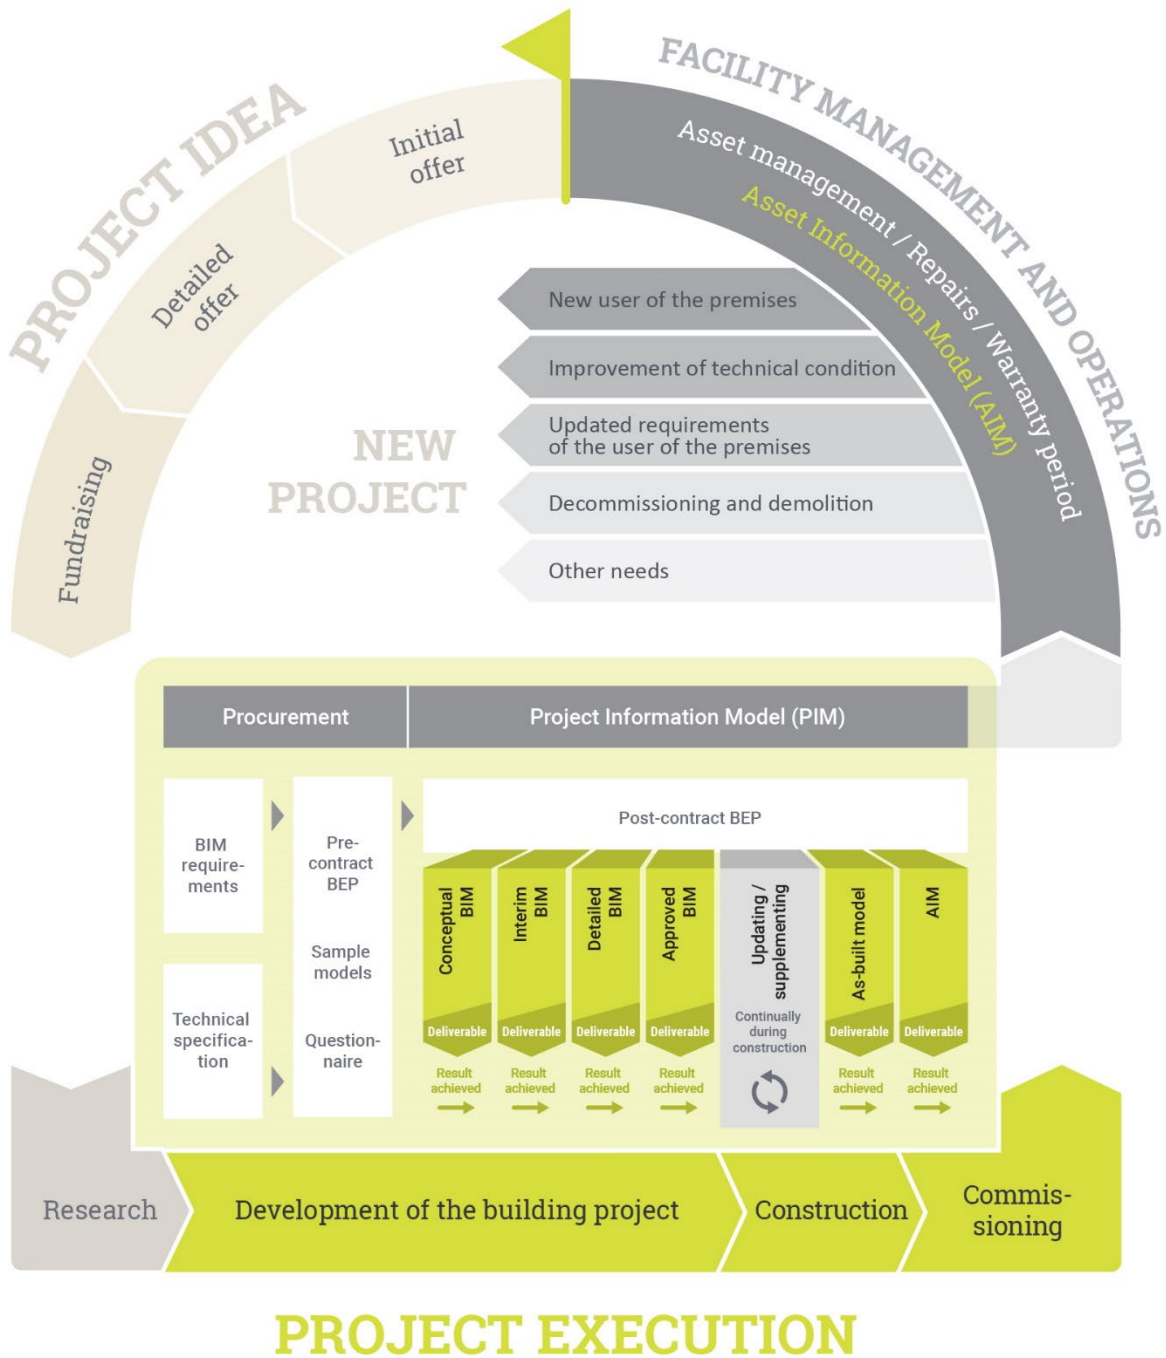 PROJECT IDEA
Initial
offer
Detailed
offer
Fundraising
FACILITY MANAGEMENT AND OPERATIONS
Asset management / Repairs / Warranty period
Asset Information Model (AIM)
NEW
PROJECT
New user of the premises
Improvement of technical condition
Updated requirements
of the user of the premises
Decommissioning and demolition
Other needs
Procurement
Project Information Model (PIM)
BIM
require-
ments
Technical
specifica-
tion
Pre-
contract
BEP
Sample
models
Question-
naire
Post-contract BEP
Conceptual
BIM
Deliverable
Result
achieved
Interim
BIM
Deliverable
Result
achieved
Detailed
BIM
Deliverable
Result
achieved
Approved
BIM
Deliverable
Result
achieved
Updating /
supplementing
Continually
during
construction
As-built model
Deliverable
Result
achieved
AIM
Deliverable
Result
achieved
Research
Development of the building project
Construction
Commis-
sioning
PROJECT EXECUTION